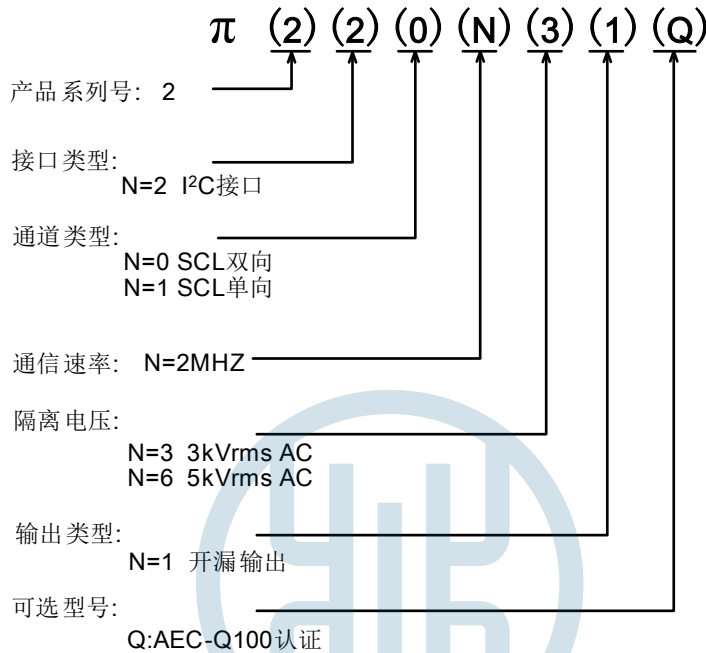 π (2) (2) (0) (N) (3) (1) (Q)
产品系列号: 2
接口类型:
N=2 I²C接口
通道类型:
N=0 SCL双向
N=1 SCL单向
通信速率: N=2MHZ
隔离电压:
N=3 3kVrms AC
N=6 5kVrms AC
输出类型:
N=1 开漏输出
可选型号:
Q:AEC-Q100认证